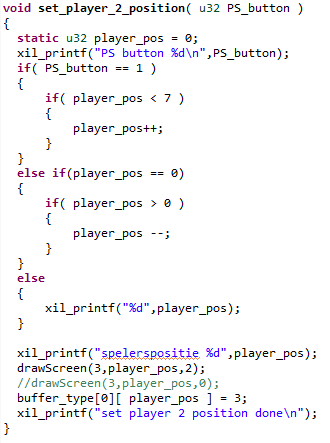 void set_player_2_position( u32 PS_button )
{
static u32 player_pos = 0;
xil_printf("PS button %d\n",PS_button);
if( PS_button == 1 )
{
if( player_pos < 7 )
{
player_pos++;
}
}
else if(player_pos == 0)
{
if( player_pos > 0 )
{
player_pos --;
}
}
else
{
xil_printf("%d",player_pos);
}
xil_printf("spelerspositie %d",player_pos);
drawScreen(3,player_pos,2);
//drawScreen(3,player_pos,0);
buffer_type[0][ player_pos ] = 3;
xil_printf("set player 2 position done\n");
}